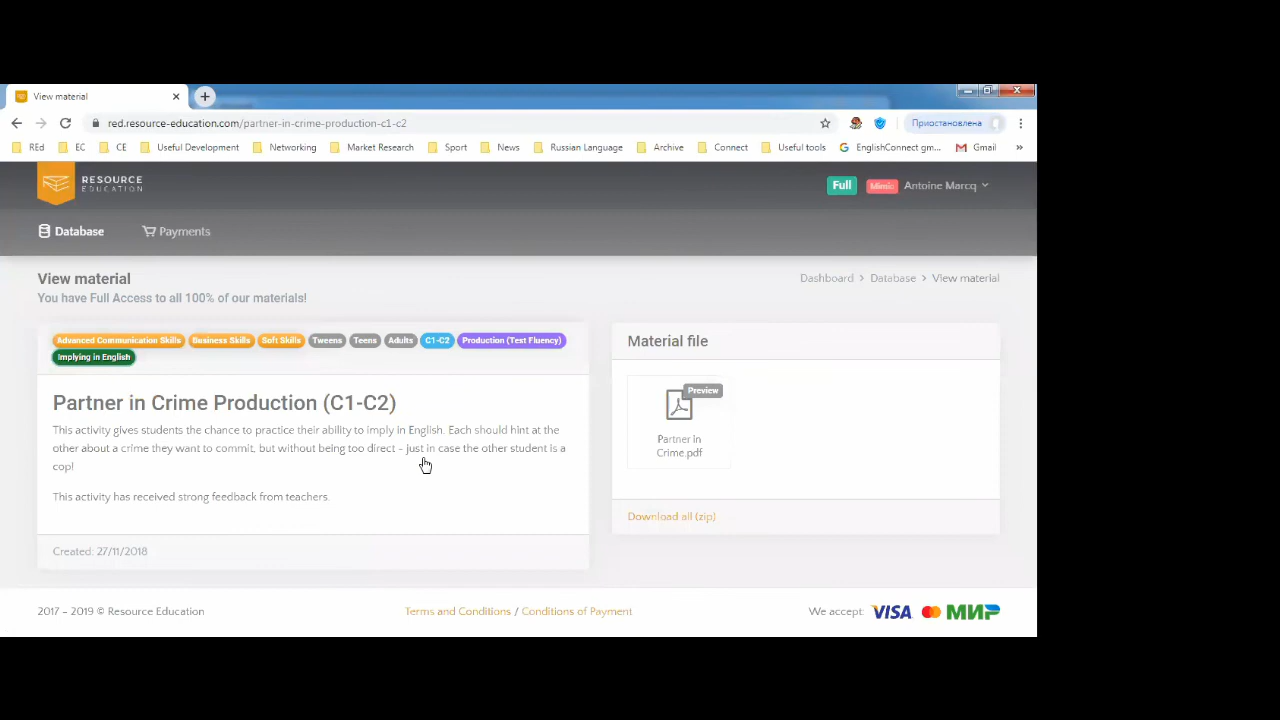 View material
red.resource-education.com/partner-in-crime-production-c1-c2
Приостановлена
REd EC CE Useful Development Networking Market Research Sport News Russian Language Archive Connect Useful tools EnglishConnect gm... Gmail »
RESOURCE
EDUCATION
Full Mimic Antoine Marcq
Database Payments
View material
You have Full Access to all 100% of our materials!
Dashboard > Database > View material
Advanced Communication Skills Business Skills Soft Skills Tweens Teens Adults C1-C2 Production (Test Fluency)
Implying in English
Partner in Crime Production (C1-C2)
This activity gives students the chance to practice their ability to imply in English. Each should hint at the
other about a crime they want to commit, but without being too direct - just in case the other student is a
cop!
This activity has received strong feedback from teachers.
Created: 27/11/2018
Material file
Preview
Partner in
Crime.pdf
Download all (zip)
2017 - 2019 © Resource Education
Terms and Conditions / Conditions of Payment
We accept: VISA МИР